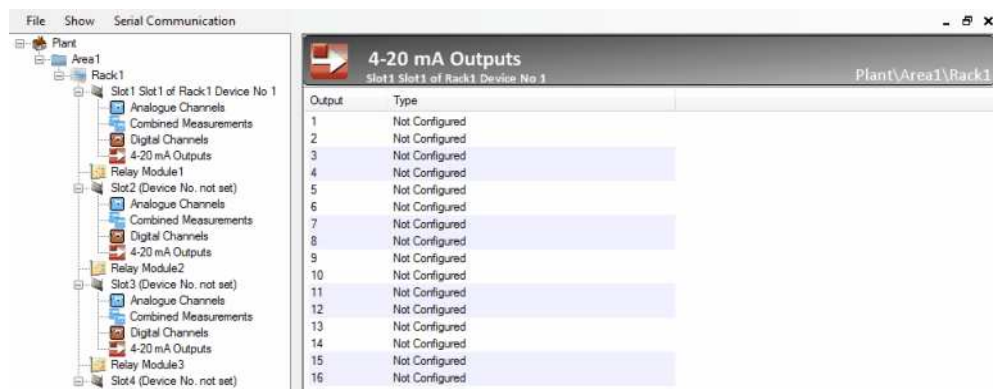 File Show Serial Communication
Plant
Area1
Rack1
Slot1 Slot1 of Rack1 Device No 1
Analogue Channels
Combined Measurements
Digital Channels
4-20 mA Outputs
Relay Module1
Slot2 (Device No. not set)
Analogue Channels
Combined Measurements
Digital Channels
4-20 mA Outputs
Relay Module2
Slot3 (Device No. not set)
Analogue Channels
Combined Measurements
Digital Channels
4-20 mA Outputs
Relay Module3
Slot4 (Device No. not set)
4-20 mA Outputs
Slot1 Slot1 of Rack1 Device No 1
Plant\Area1\Rack1
Output Type
1 Not Configured
2 Not Configured
3 Not Configured
4 Not Configured
5 Not Configured
6 Not Configured
7 Not Configured
8 Not Configured
9 Not Configured
10 Not Configured
11 Not Configured
12 Not Configured
13 Not Configured
14 Not Configured
15 Not Configured
16 Not Configured